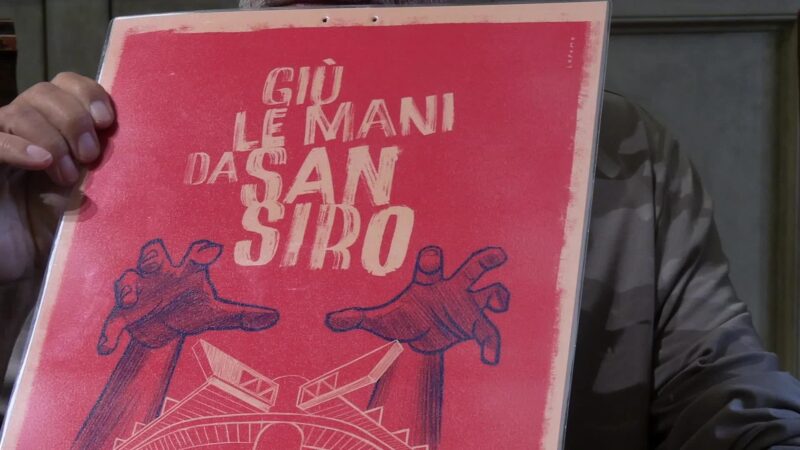 GIÙ
LE MANI
DA SAN
SIRO